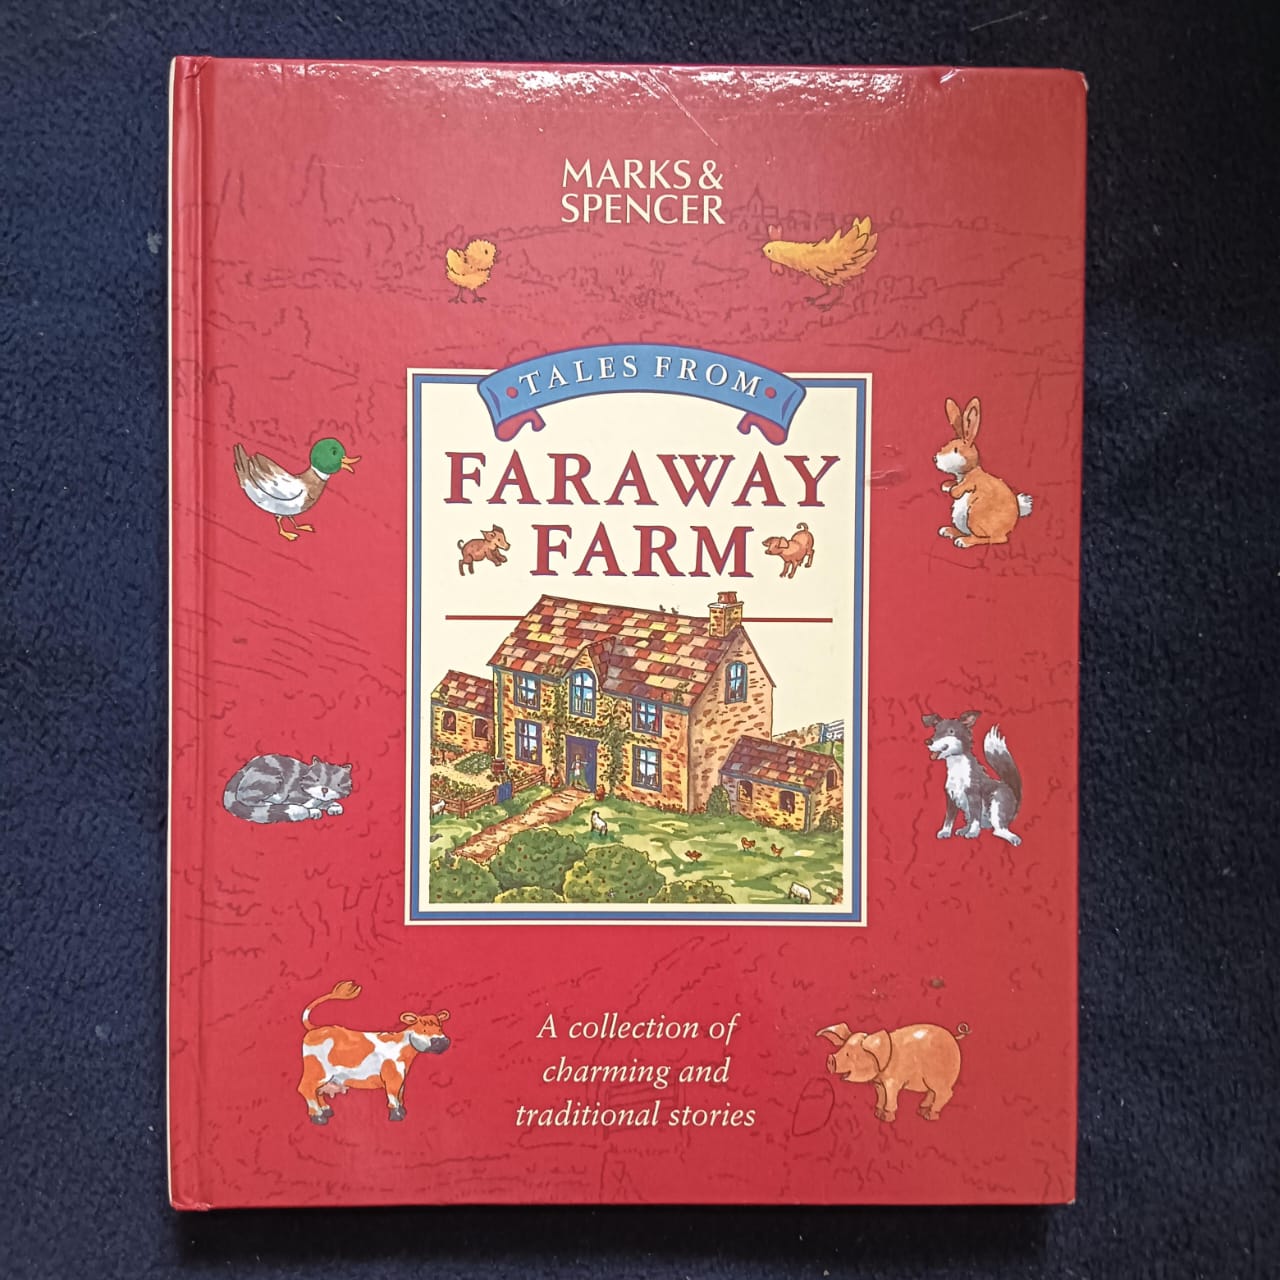 MARKS &
SPENCER
TALES FROM
FARAWAY
FARM
A collection of
charming and
traditional stories